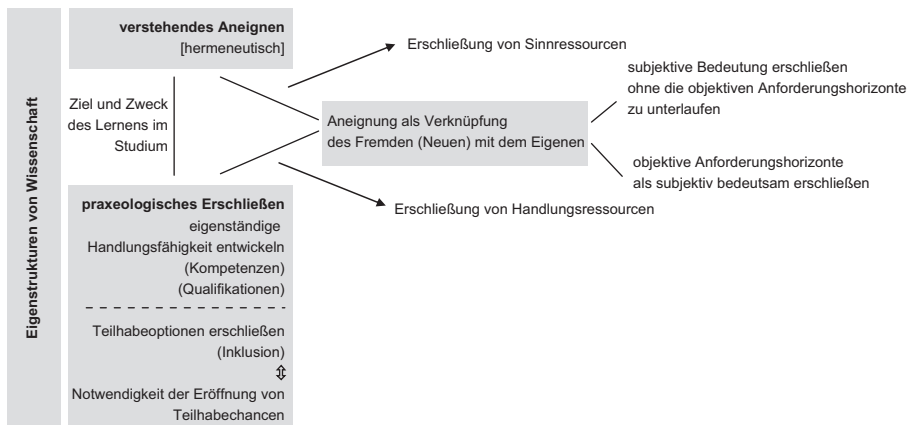 Eigenstrukturen von Wissenschaft
verstehendes Aneignen
[hermeneutisch]
Ziel und Zweck
des Lernens im
Studium
praxeologisches Erschließen
eigenständige
Handlungsfähigkeit entwickeln
(Kompetenzen)
(Qualifikationen)
Teilhabeoptionen erschließen
(Inklusion)
⇕
Notwendigkeit der Eröffnung von
Teilhabechancen
Erschließung von Sinnressourcen
Aneignung als Verknüpfung
des Fremden (Neuen) mit dem Eigenen
Erschließung von Handlungsressourcen
subjektive Bedeutung erschließen
ohne die objektiven Anforderungshorizonte
zu unterlaufen
objektive Anforderungshorizonte
als subjektiv bedeutsam erschließen